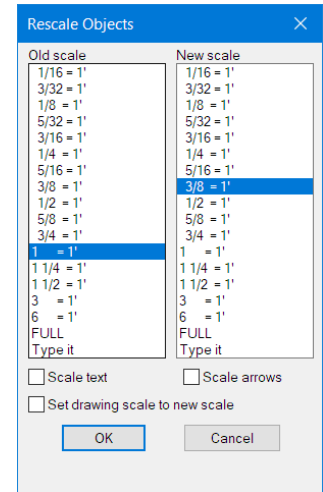 Rescale Objects
Old scale New scale
1/16 = 1' 1/16 = 1'
3/32 = 1' 3/32 = 1'
1/8 = 1' 1/8 = 1'
5/32 = 1' 5/32 = 1'
3/16 = 1' 3/16 = 1'
1/4 = 1' 1/4 = 1'
5/16 = 1' 5/16 = 1'
3/8 = 1' 3/8 = 1'
1/2 = 1' 1/2 = 1'
5/8 = 1' 5/8 = 1'
3/4 = 1' 3/4 = 1'
1 = 1' 1 = 1'
1 1/4 = 1' 1 1/4 = 1'
1 1/2 = 1' 1 1/2 = 1'
3 = 1' 3 = 1'
6 = 1' 6 = 1'
FULL FULL
Type it Type it
Scale text Scale arrows
Set drawing scale to new scale
OK Cancel